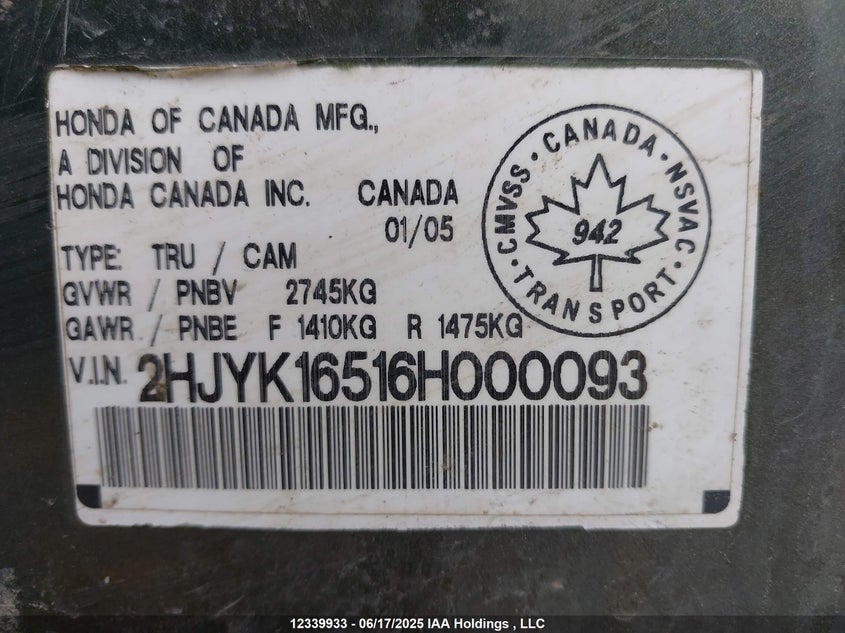 HONDA OF CANADA MFG.,
A DIVISION OF
HONDA CANADA INC. CANADA
01/05
TYPE: TRU / CAM
GVWR / PNBV 2745KG
GAWR / PNBE F 1410KG R 1475KG
V.I.N. 2HJYK16516H000093
CMVSS · CANADA · NSVAC · TRANSPORT ·
942
12339933 - 06/17/2025 IAA Holdings , LLC